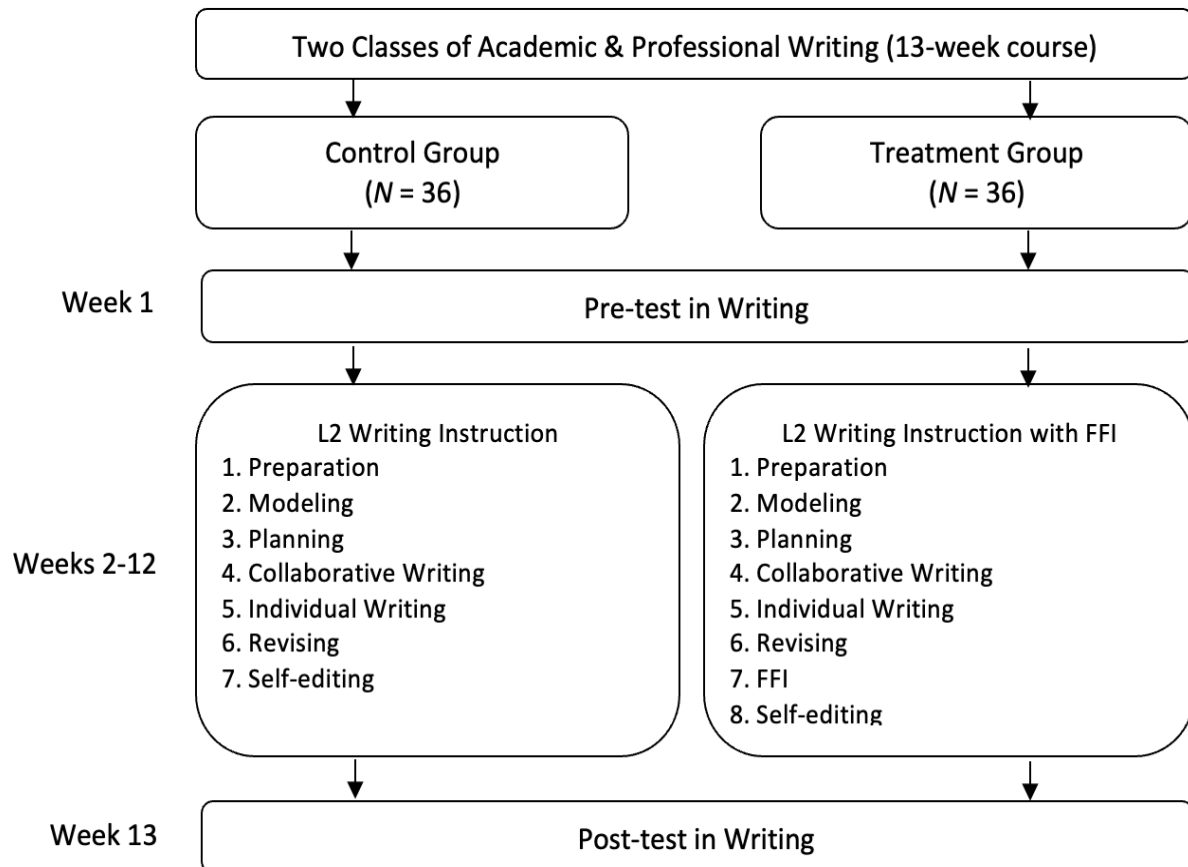 Two Classes of Academic & Professional Writing (13-week course)
Control Group
(N = 36)
Treatment Group
(N = 36)
Week 1
Pre-test in Writing
Weeks 2-12
L2 Writing Instruction
1. Preparation
2. Modeling
3. Planning
4. Collaborative Writing
5. Individual Writing
6. Revising
7. Self-editing
L2 Writing Instruction with FFI
1. Preparation
2. Modeling
3. Planning
4. Collaborative Writing
5. Individual Writing
6. Revising
7. FFI
8. Self-editing
Week 13
Post-test in Writing